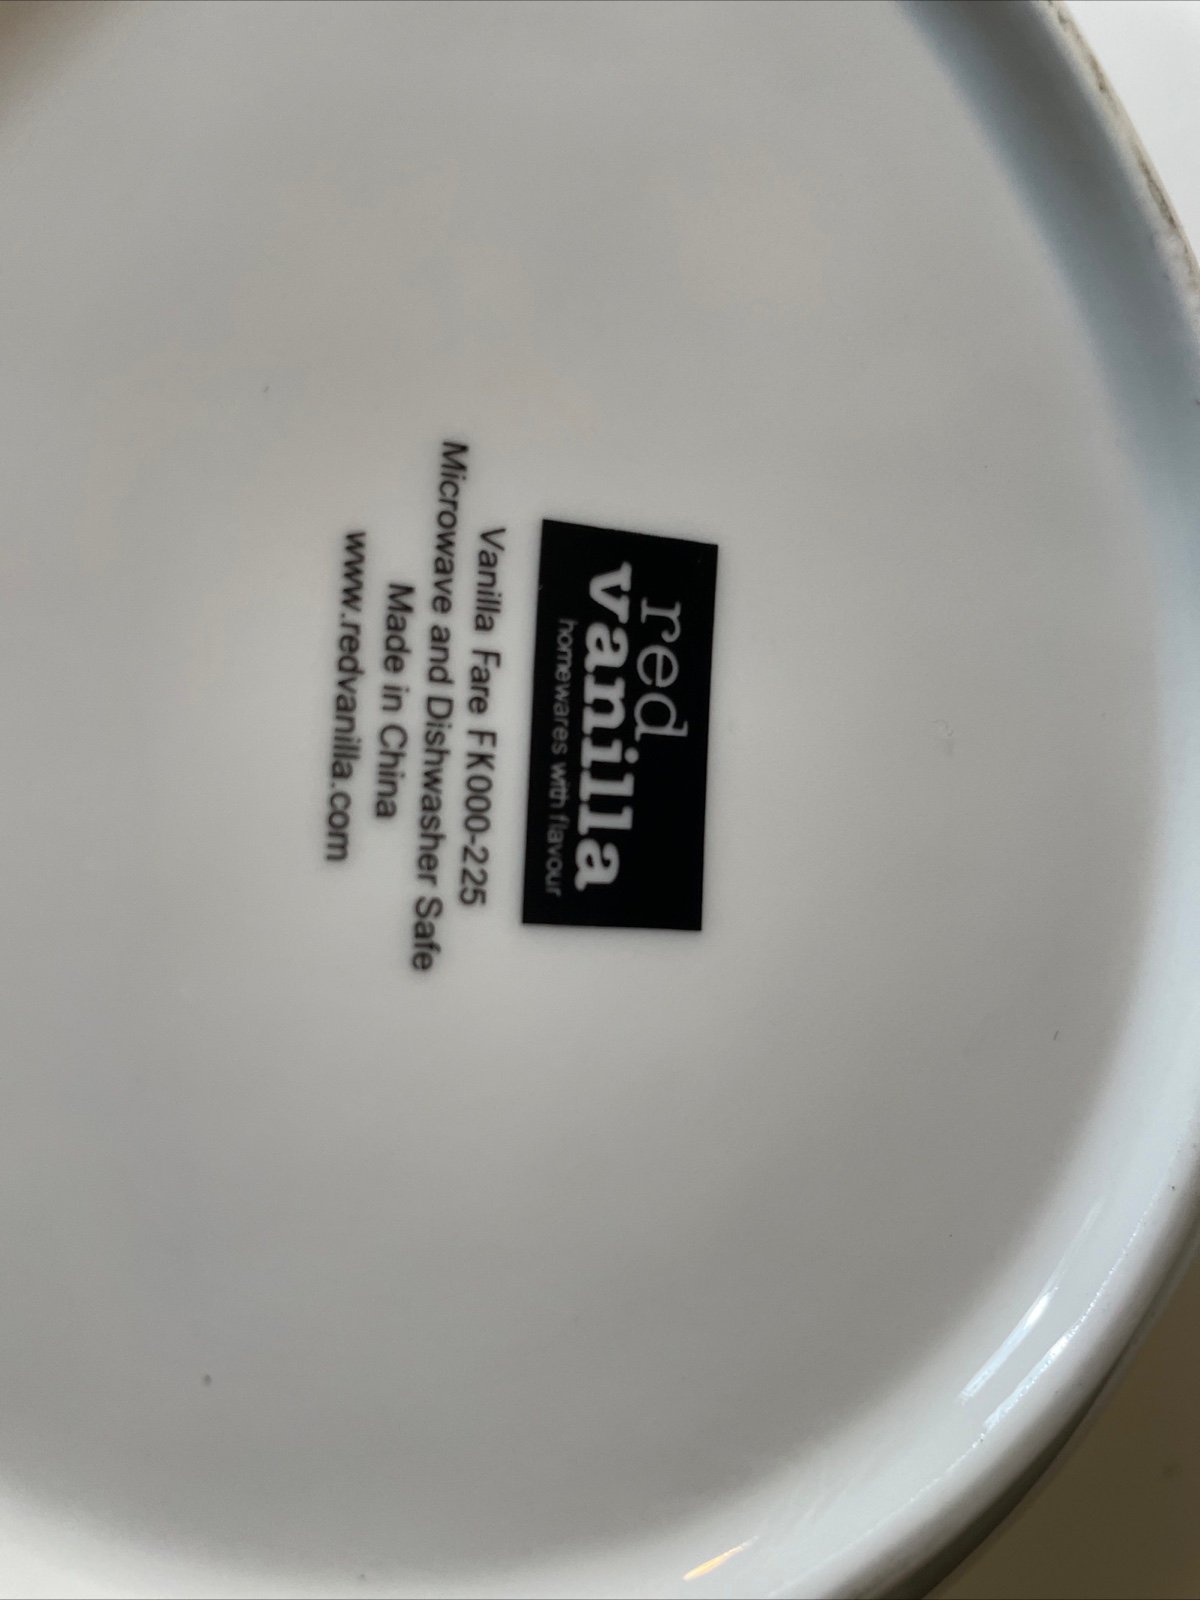 red
vanilla
homewares with flavour
Vanilla Fare FK000-225
Microwave and Dishwasher Safe
Made in China
www.redvanilla.com